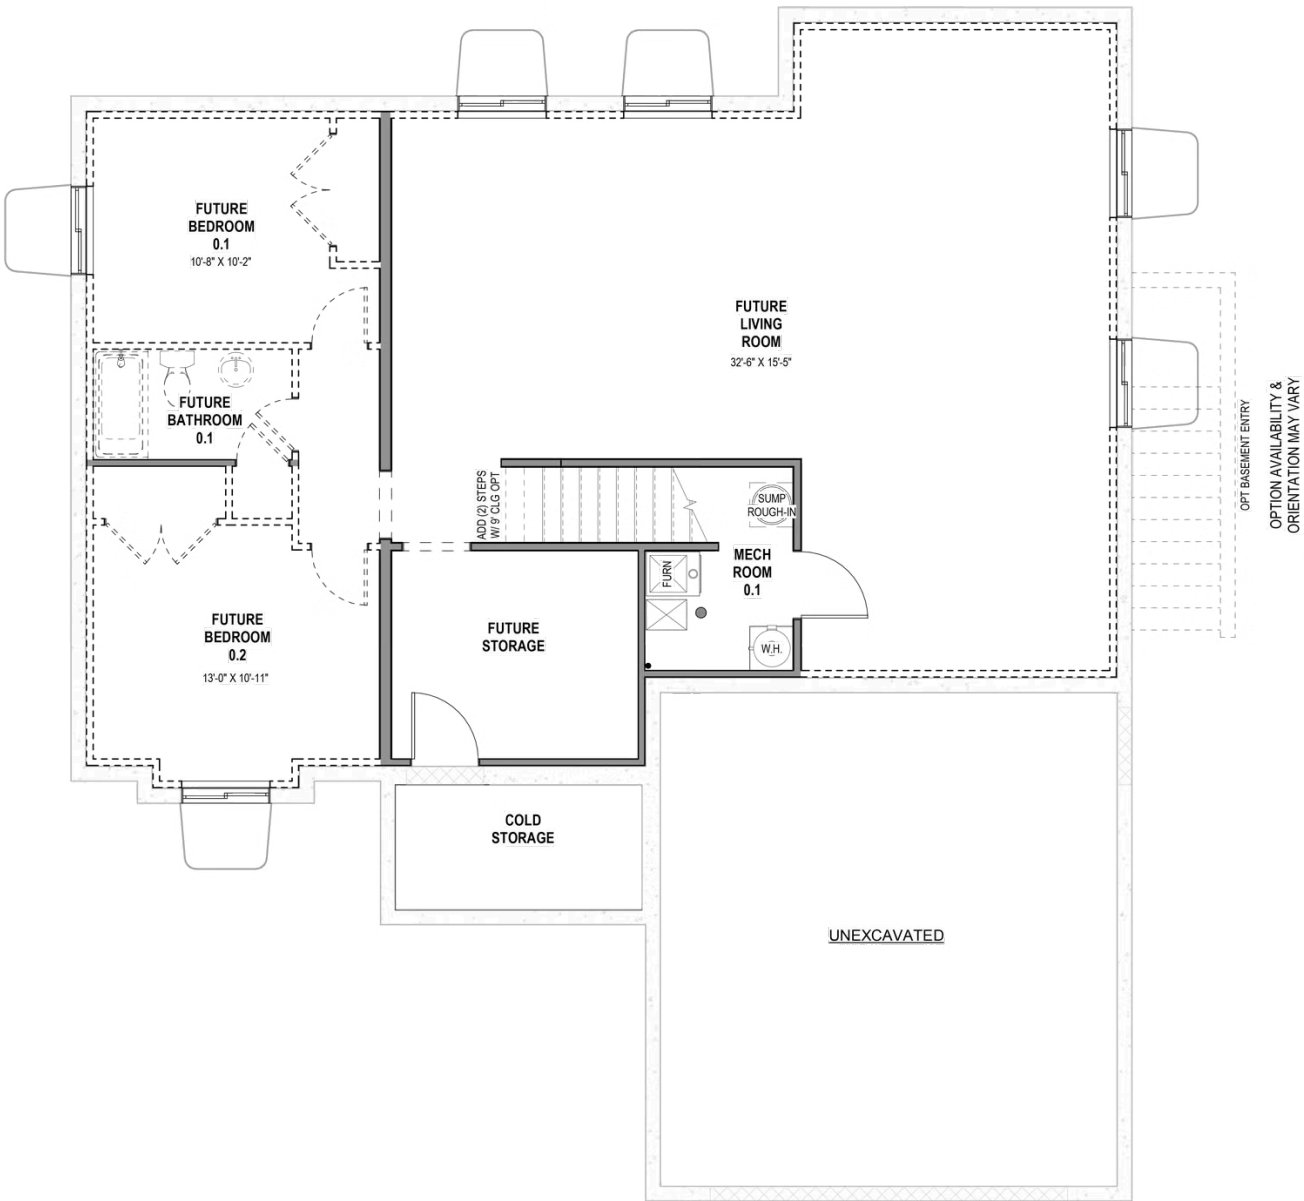 FUTURE
BEDROOM
0.1
10'-8" X 10'-2"
FUTURE
LIVING
ROOM
32'-6" X 15'-5"
FUTURE
BATHROOM
0.1
OPT BASEMENT ENTRY
OPTION AVAILABILITY &
ORIENTATION MAY VARY
ADD (2) STEPS
W/ 9' CLG OPT
SUMP
ROUGH-IN
MECH
ROOM
0.1
FURN
W.H.
FUTURE
BEDROOM
0.2
13'-0" X 10'-11"
FUTURE
STORAGE
COLD
STORAGE
UNEXCAVATED